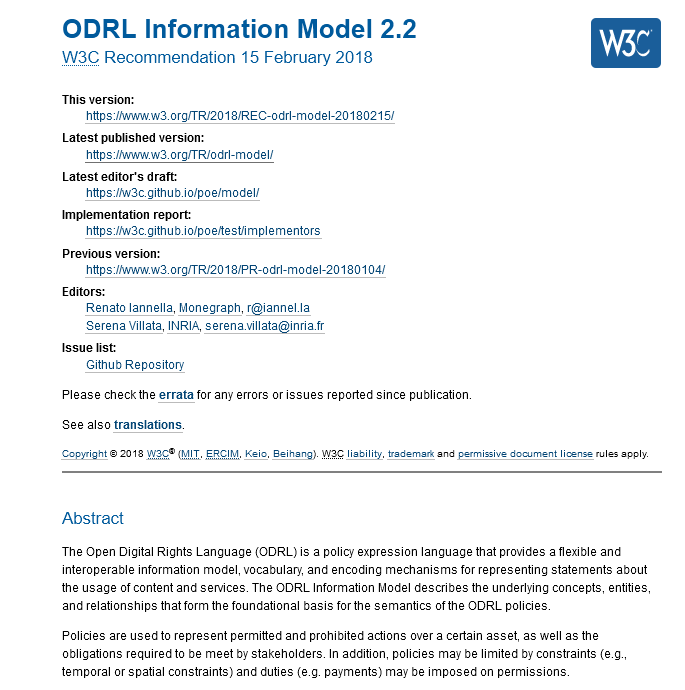 ODRL Information Model 2.2
W3C
W3C Recommendation 15 February 2018
This version:
https://www.w3.org/TR/2018/REC-odrl-model-20180215/
Latest published version:
https://www.w3.org/TR/odrl-model/
Latest editor's draft:
https://w3c.github.io/poe/model/
Implementation report:
https://w3c.github.io/poe/test/implementors
Previous version:
https://www.w3.org/TR/2018/PR-odrl-model-20180104/
Editors:
Renato Iannella, Monegraph, r@iannel.la
Serena Villata, INRIA, serena.villata@inria.fr
Issue list:
Github Repository
Please check the errata for any errors or issues reported since publication.
See also translations.
Copyright © 2018 W3C® (MIT, ERCIM, Keio, Beihang). W3C liability, trademark and permissive document license rules apply.
Abstract
The Open Digital Rights Language (ODRL) is a policy expression language that provides a flexible and
interoperable information model, vocabulary, and encoding mechanisms for representing statements about
the usage of content and services. The ODRL Information Model describes the underlying concepts, entities,
and relationships that form the foundational basis for the semantics of the ODRL policies.
Policies are used to represent permitted and prohibited actions over a certain asset, as well as the
obligations required to be meet by stakeholders. In addition, policies may be limited by constraints (e.g.,
temporal or spatial constraints) and duties (e.g. payments) may be imposed on permissions.